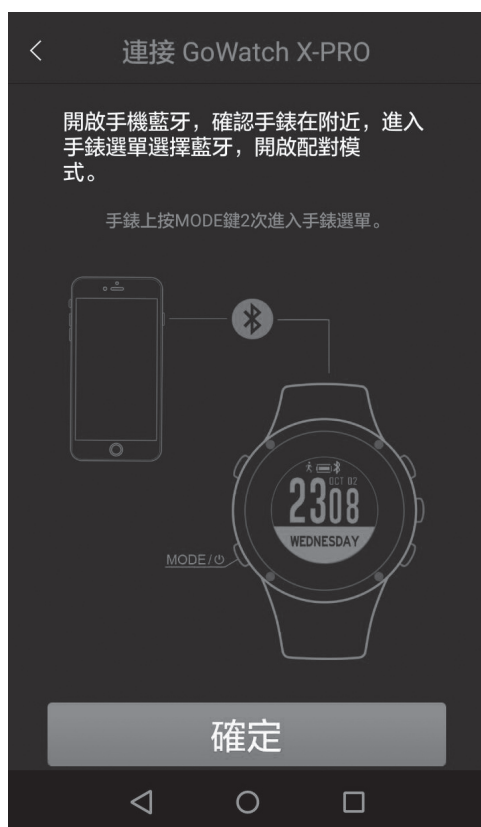 連接 GoWatch X-PRO
開啟手機藍牙，確認手錶在附近，進入
手錶選單選擇藍牙，開啟配對模
式。
手錶上按MODE鍵2次進入手錶選單。
OCT 02
2308
WEDNESDAY
MODE/⏻
確定